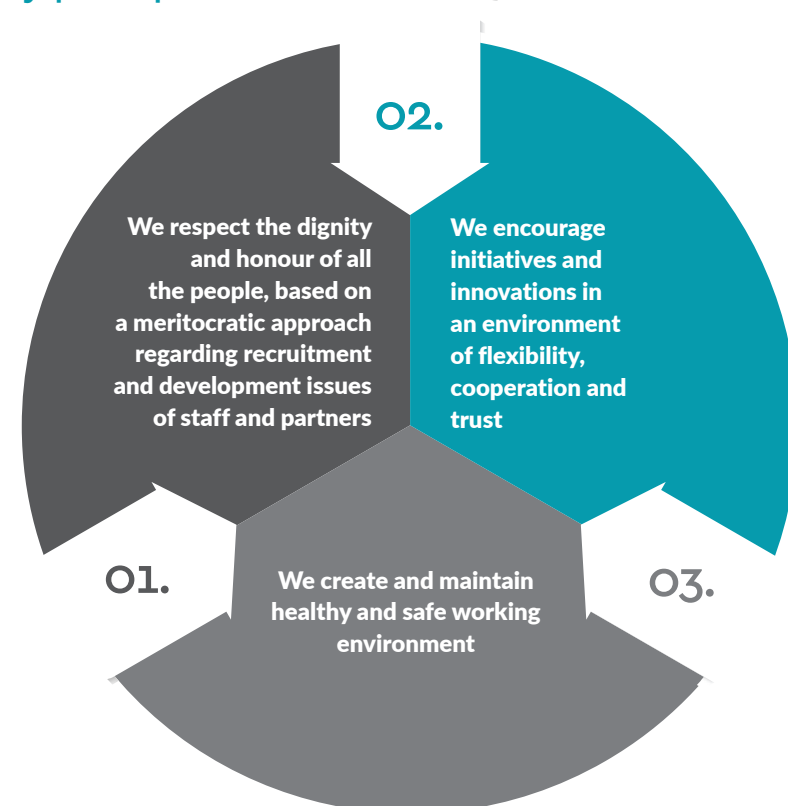 02.
We respect the dignity
and honour of all
the people, based on
a meritocratic approach
regarding recruitment
and development issues
of staff and partners
We encourage
initiatives and
innovations in
an environment
of flexibility,
cooperation and
trust
01.
We create and maintain
healthy and safe working
environment
03.